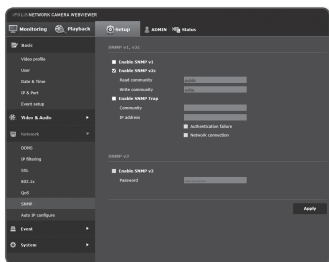 iPOLiS NETWORK CAMERA WEBVIEWER
Monitoring
Playback
Setup
ADMIN
Status
Basic
Video profile
User
Date & Time
IP & Port
Event setup
Video & Audio
Network
DDNS
IP filtering
SSL
802.1x
QoS
SNMP
Auto IP configure
Event
System
SNMP v1, v2c
Enable SNMP v1
Enable SNMP v2c
Read community
public
Write community
write
Enable SNMP Trap
Community
IP address
Authentication failure
Network connection
SNMP v3
Enable SNMP v3
Password
Apply